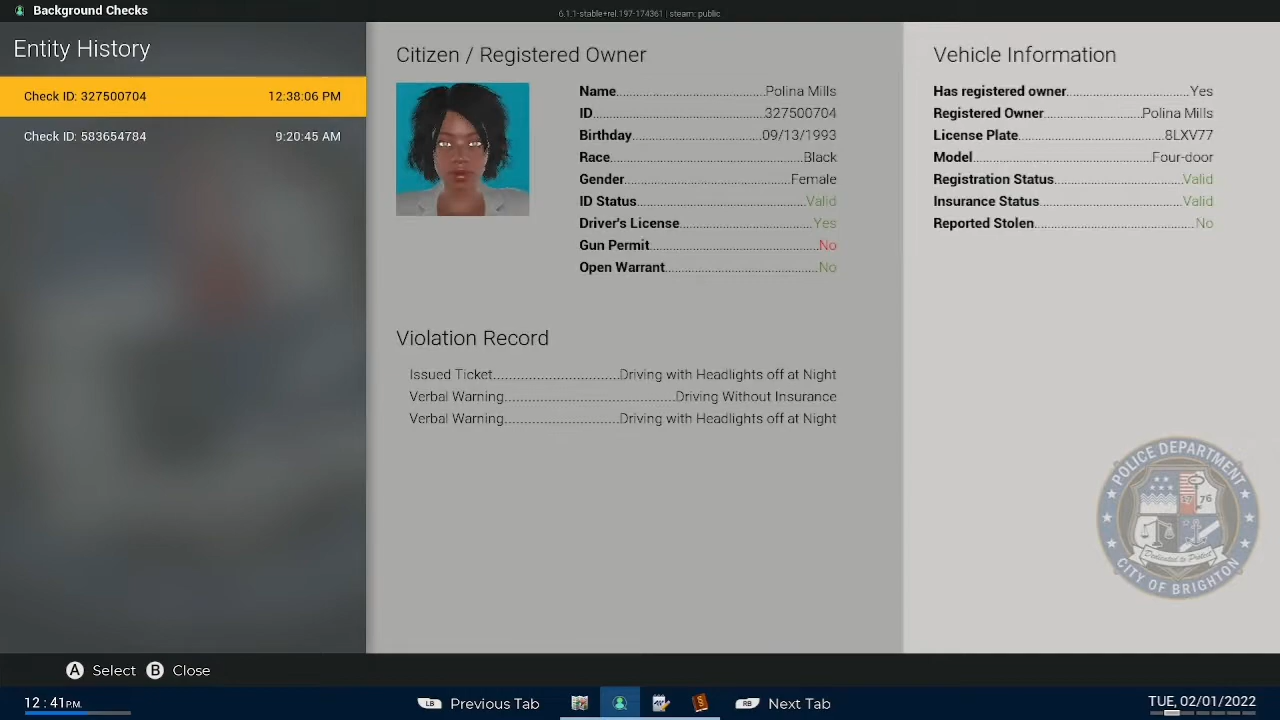 Background Checks
6.1.1-stable+rel.197-174361 | steam: public
Entity History
Check ID: 327500704 12:38:06 PM
Check ID: 583654784 9:20:45 AM
Citizen / Registered Owner
Name Polina Mills
ID 327500704
Birthday 09/13/1993
Race Black
Gender Female
ID Status Valid
Driver's License Yes
Gun Permit No
Open Warrant No
Violation Record
Issued Ticket Driving with Headlights off at Night
Verbal Warning Driving Without Insurance
Verbal Warning Driving with Headlights off at Night
Vehicle Information
Has registered owner Yes
Registered Owner Polina Mills
License Plate 8LXV77
Model Four-door
Registration Status Valid
Insurance Status Valid
Reported Stolen No
POLICE DEPARTMENT
17 76
Dedicated to Protect
CITY OF BRIGHTON
A Select B Close
12 : 41 P.M.
LB Previous Tab
RB Next Tab
TUE, 02/01/2022